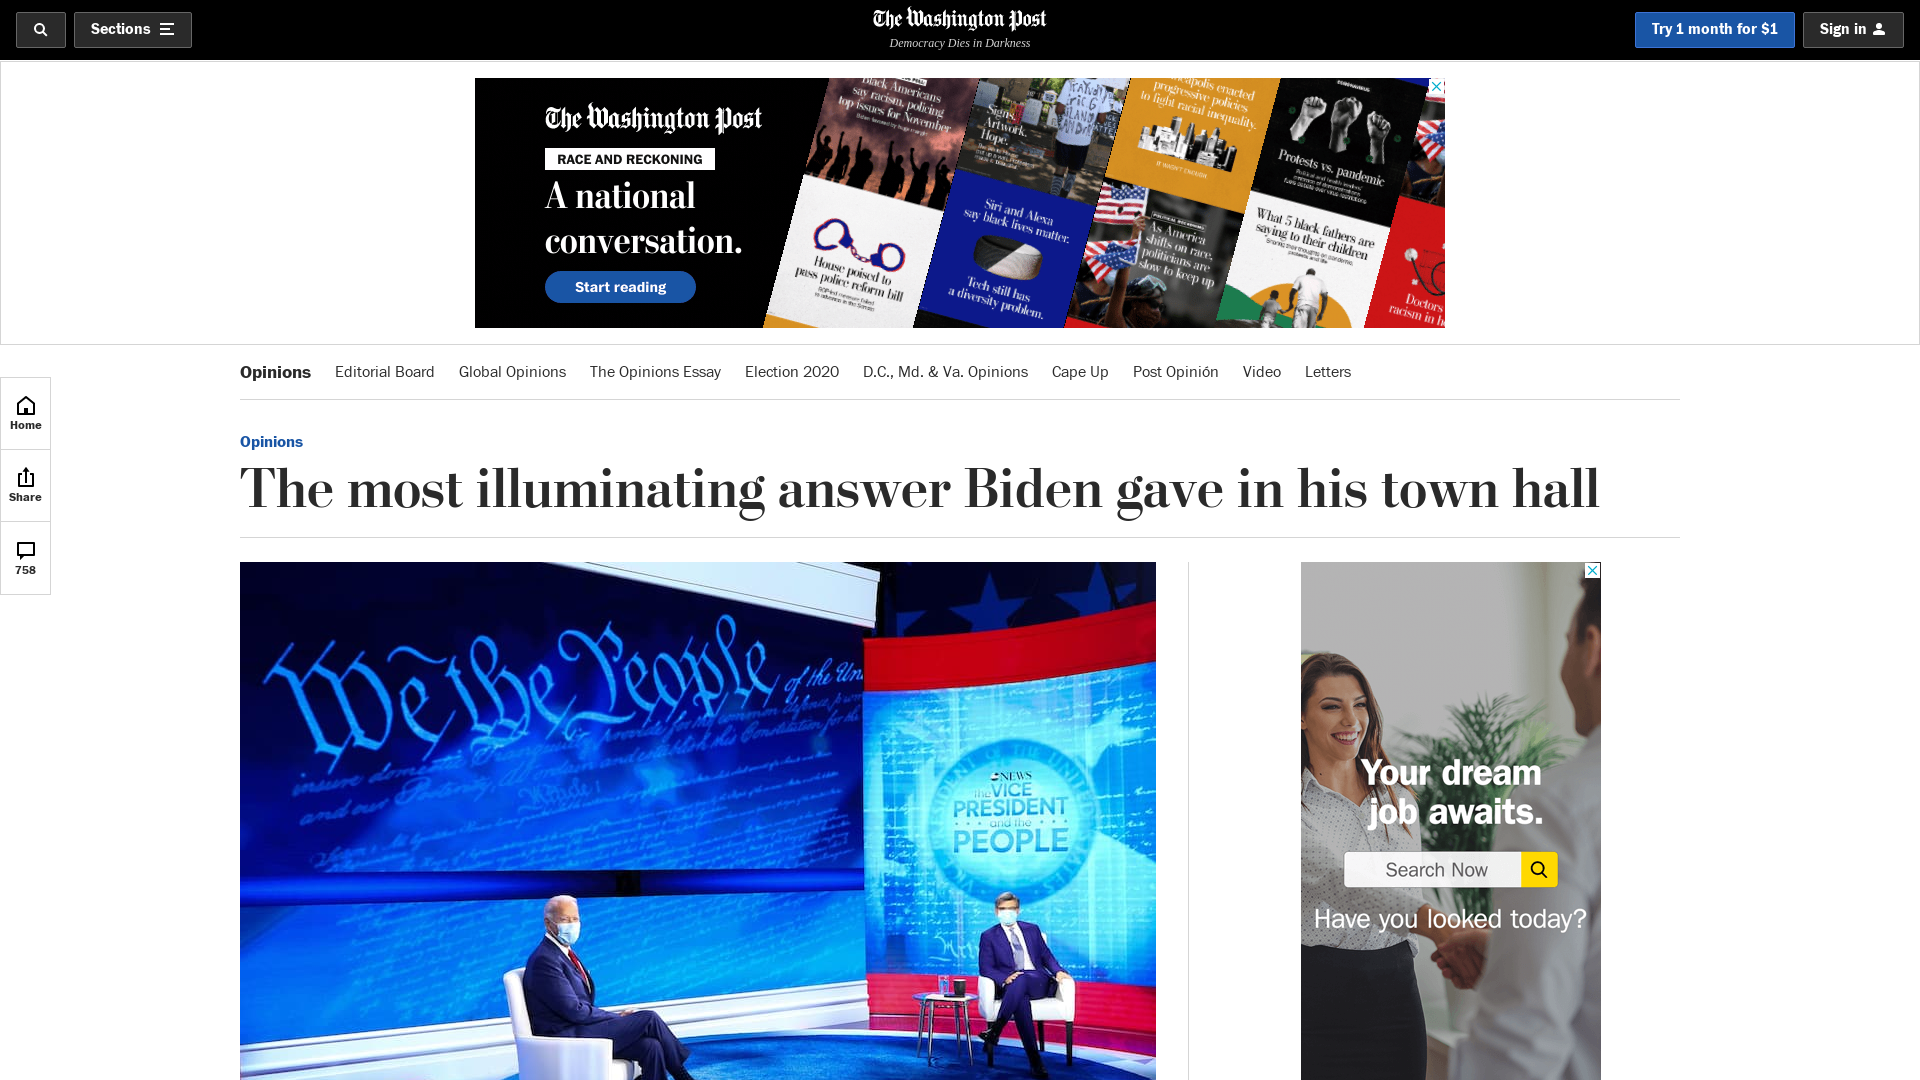 Sections
The Washington Post
Democracy Dies in Darkness
Try 1 month for $1
Sign in
The Washington Post
RACE AND RECKONING
A national
conversation.
Start reading
Black Americans
say racism, policing
top issues for November
Signs.
Artwork.
Hope.
progressive policies
to fight racial inequality.
IT WASN'T ENOUGH
CORONAVIRUS
Protests vs. pandemic
House poised to
pass police reform bill
Siri and Alexa
say black lives matter.
Tech still has
a diversity problem.
As America
shifts on race,
politicians are
slow to keep up
What 5 black fathers are
saying to their children
Doctors
Opinions
Editorial Board
Global Opinions
The Opinions Essay
Election 2020
D.C., Md. & Va. Opinions
Cape Up
Post Opinión
Video
Letters
Home
Share
758
Opinions
The most illuminating answer Biden gave in his town hall
We the People
of the Uni
NEWS
the VICE
PRESIDENT
and the
PEOPLE
Your dream
job awaits.
Search Now
Have you looked today?